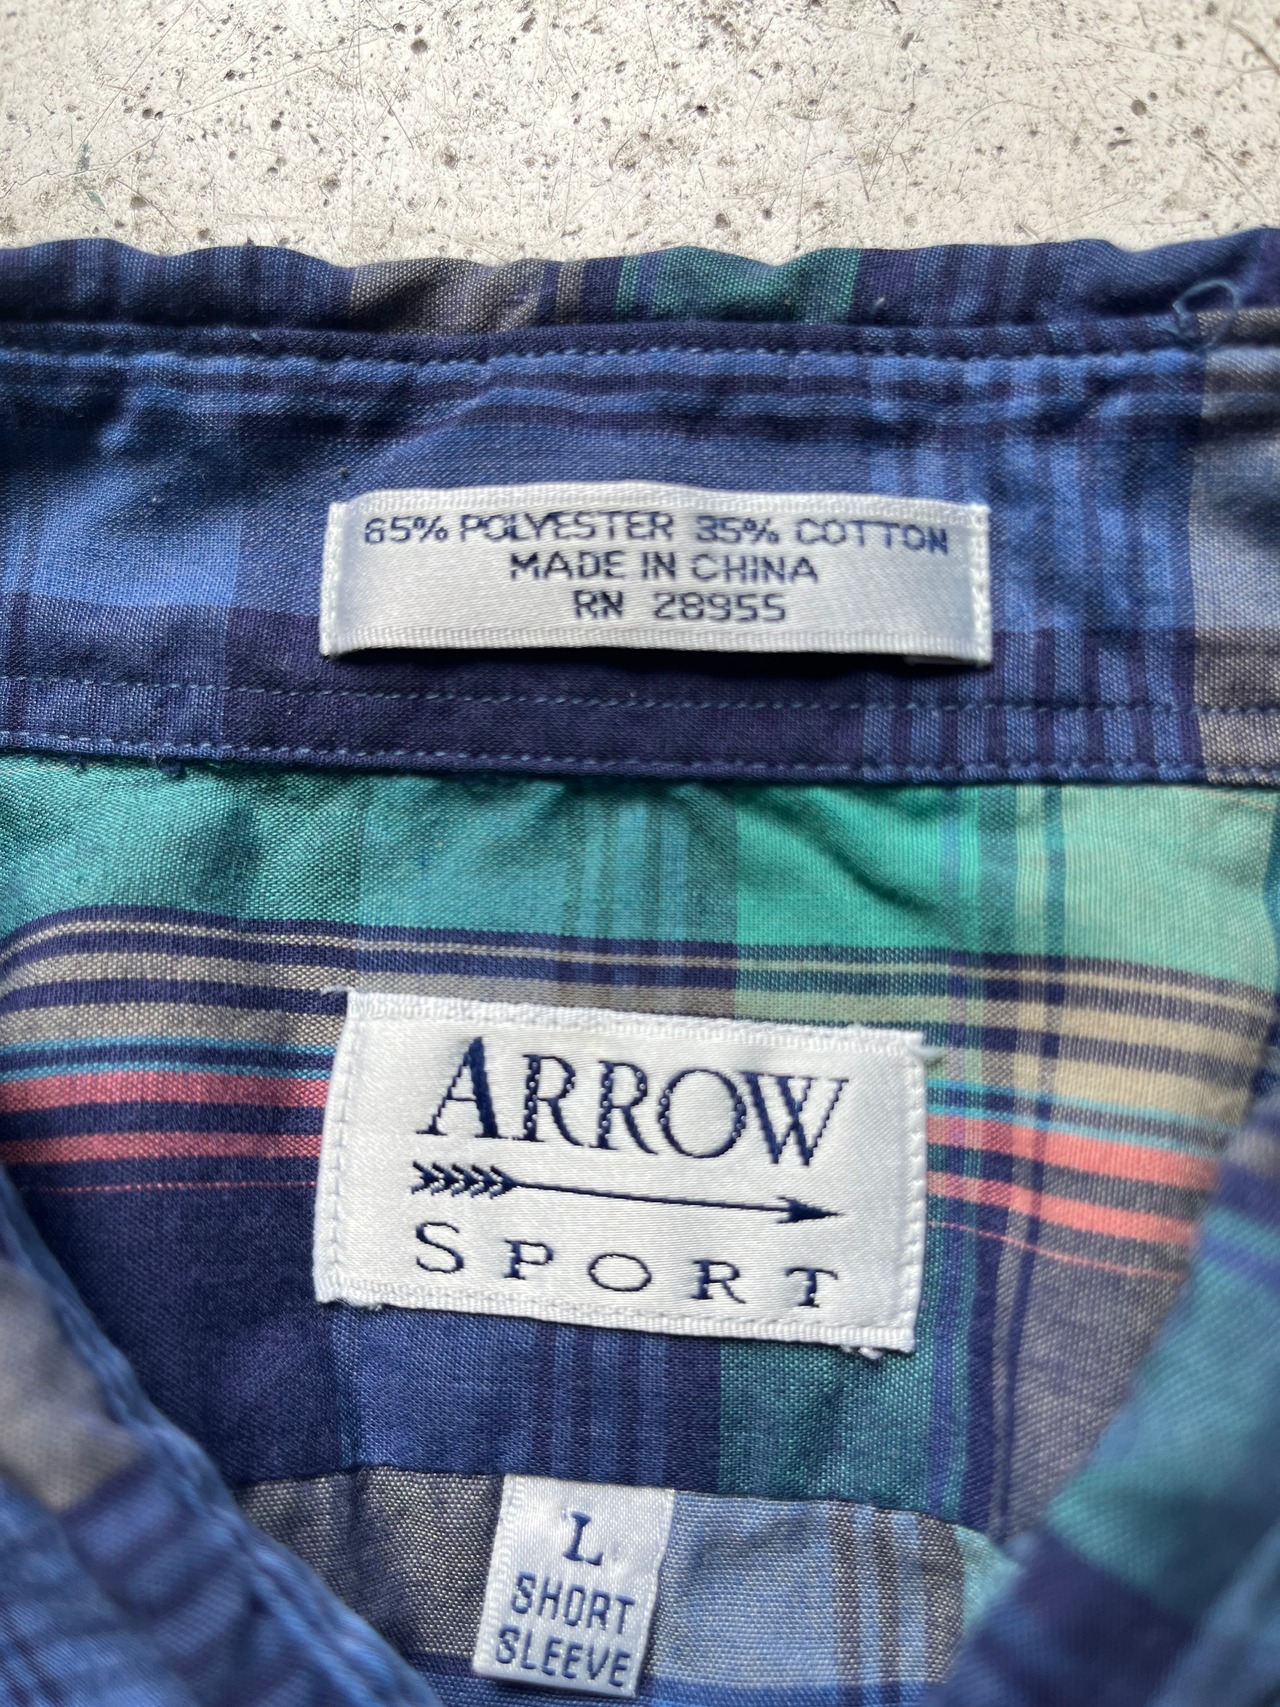 65% POLYESTER 35% COTTON
MADE IN CHINA
RN 28955
ARROW
SPORT
L
SHORT
SLEEVE